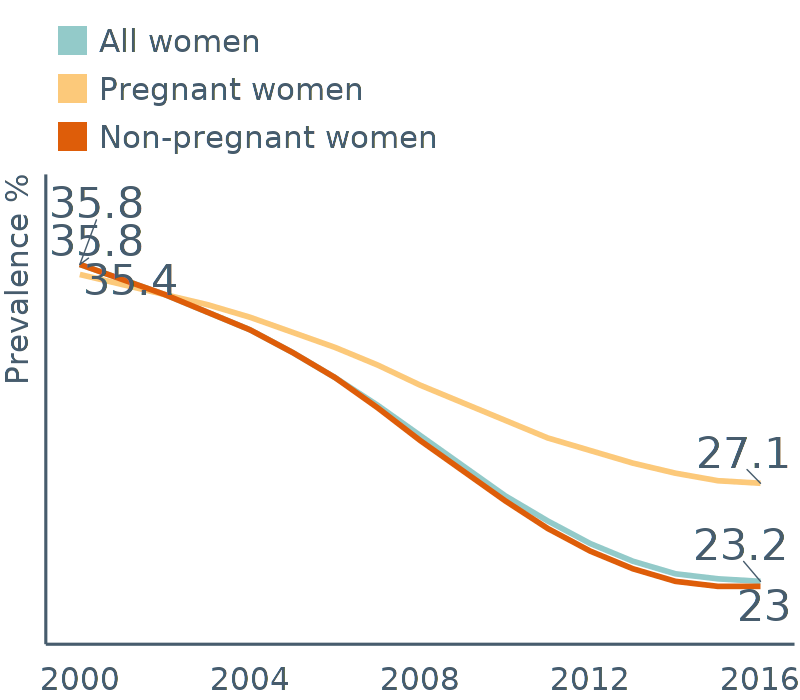 All women
Pregnant women
Non-pregnant women
Prevalence %
35.8
35.8
35.4
27.1
23.2
23
2000 2004 2008 2012 2016